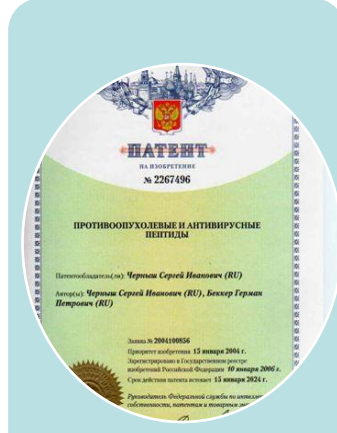 ПАТЕНТ
НА ИЗОБРЕТЕНИЕ
№ 2267496
ПРОТИВООПУХОЛЕВЫЕ И АНТИВИРУСНЫЕ
ПЕПТИДЫ
Патентообладатель(ли): Черныш Сергей Иванович (RU)
Автор(ы): Черныш Сергей Иванович (RU), Беккер Герман
Петрович (RU)
Заявка № 2004100856
Приоритет изобретения 15 января 2004 г.
Зарегистрировано в Государственном реестре
изобретений Российской Федерации 10 января 2006 г.
Срок действия патента истекает 15 января 2024 г.
Руководитель Федеральной службы по
собственности, патентам и товарным